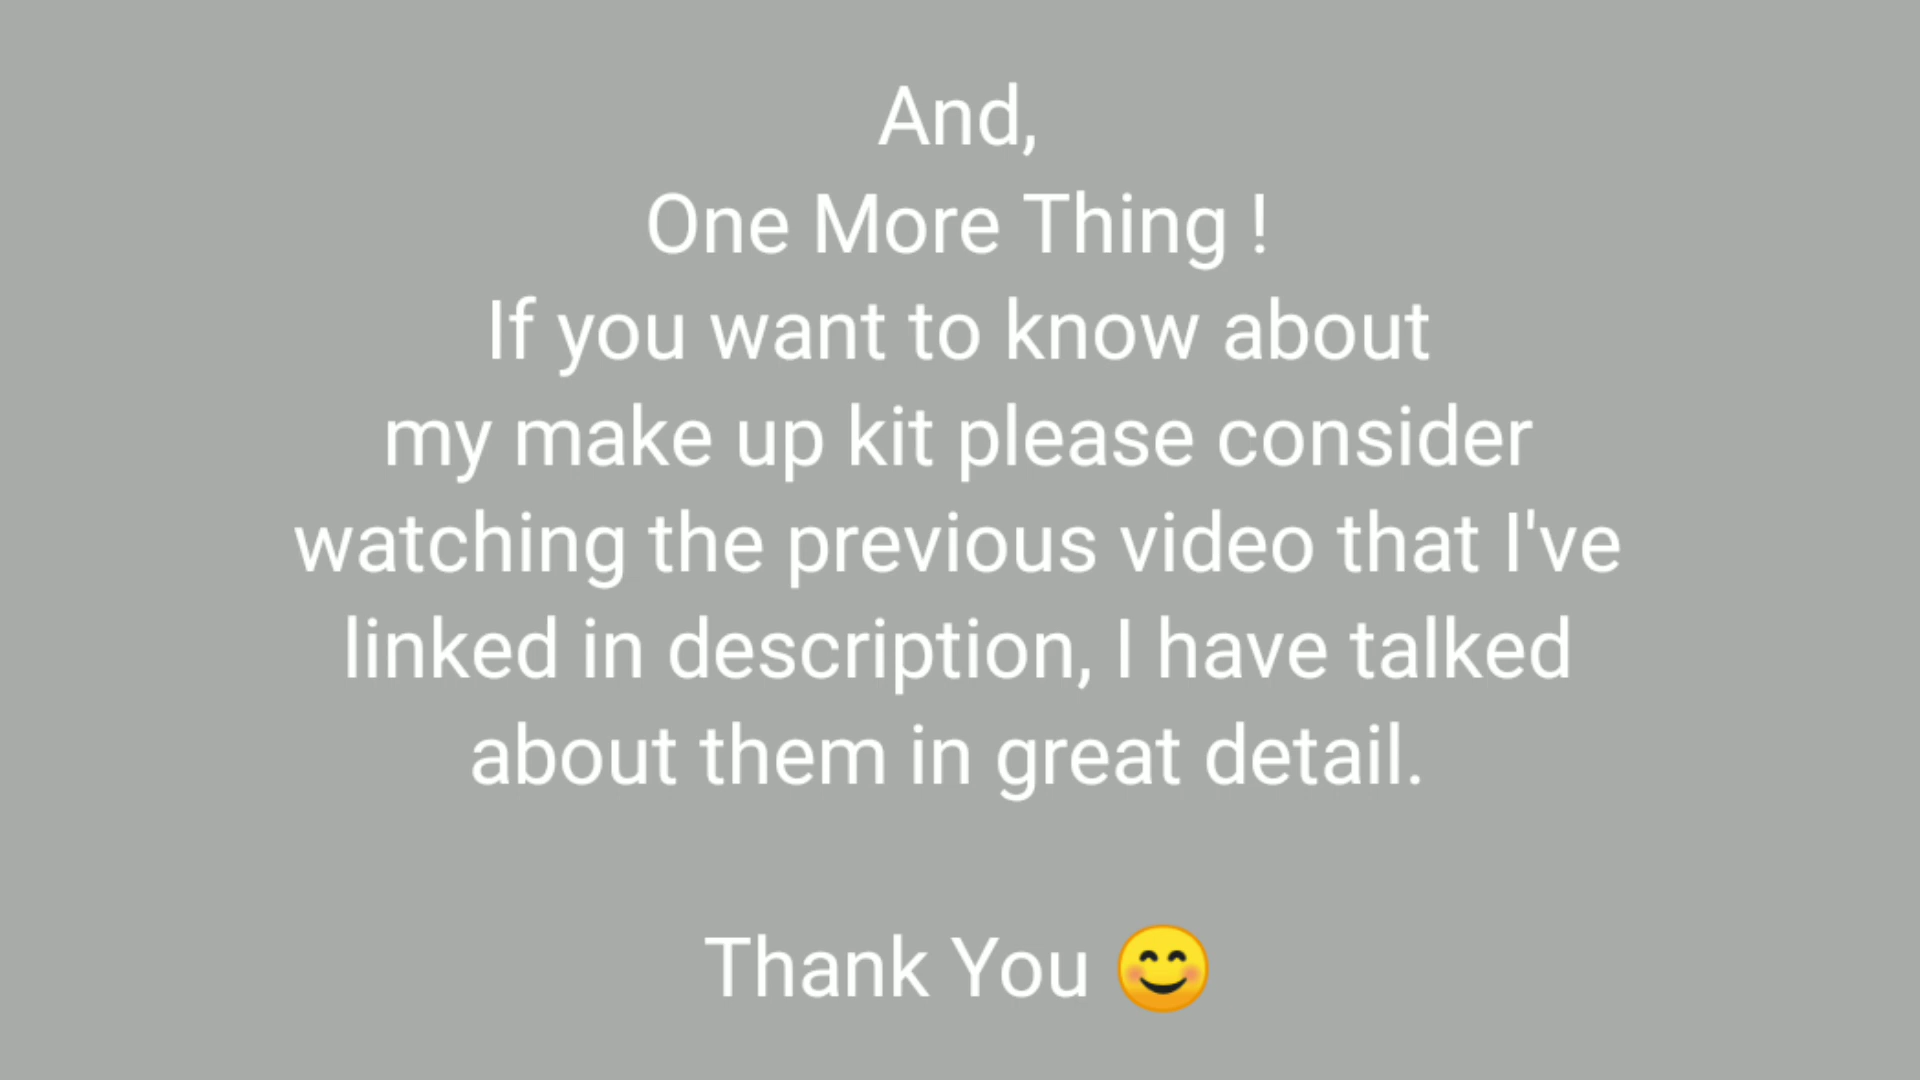 And,
One More Thing !
If you want to know about
my make up kit please consider
watching the previous video that I've
linked in description, I have talked
about them in great detail.
Thank You 😊